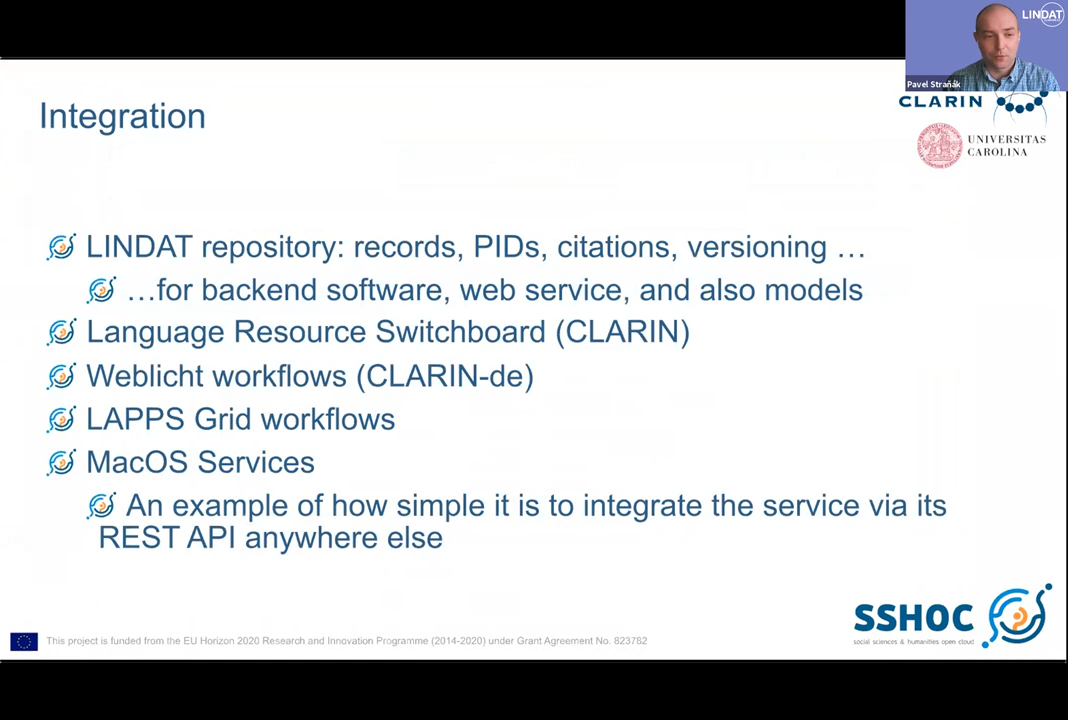 LINDAT
Pavel Straňák
CLARIN
UNIVERSITAS
CAROLINA
Integration
LINDAT repository: records, PIDs, citations, versioning …
…for backend software, web service, and also models
Language Resource Switchboard (CLARIN)
Weblicht workflows (CLARIN-de)
LAPPS Grid workflows
MacOS Services
An example of how simple it is to integrate the service via its
REST API anywhere else
SSHOC
social sciences & humanities open cloud
This project is funded from the EU Horizon 2020 Research and Innovation Programme (2014-2020) under Grant Agreement No. 823782